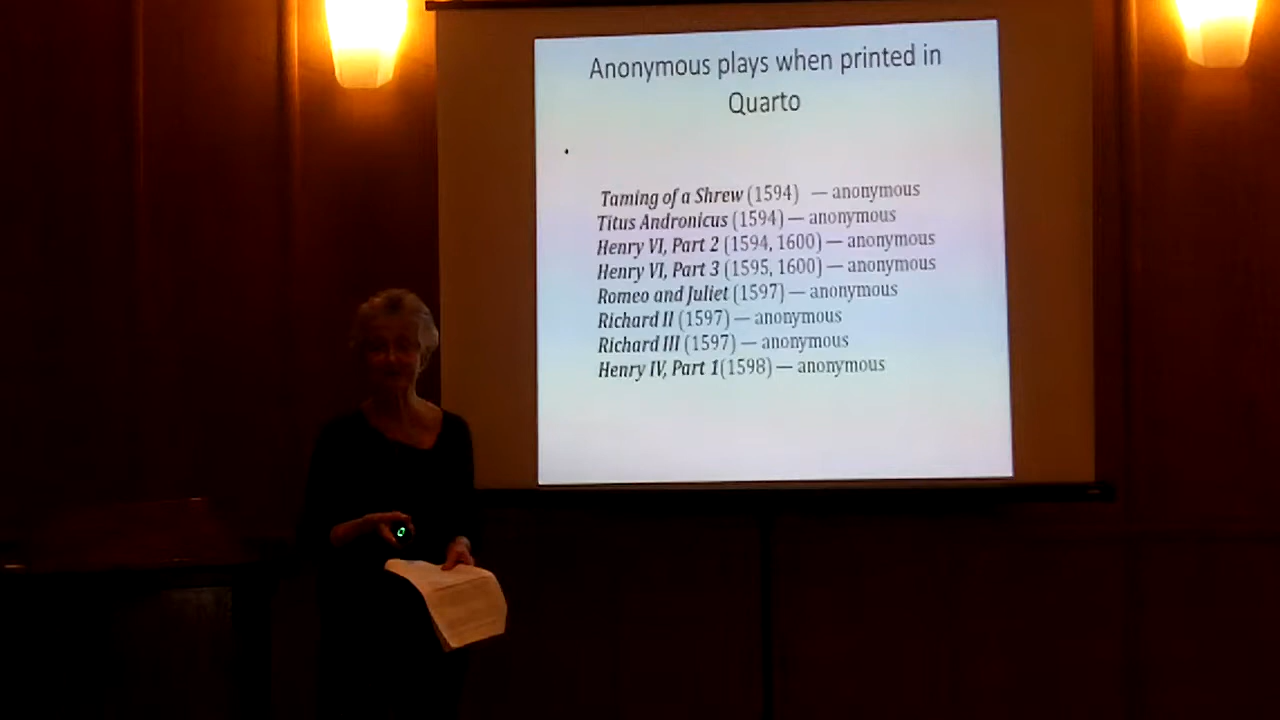 Anonymous plays when printed in
Quarto
Taming of a Shrew (1594) — anonymous
Titus Andronicus (1594) — anonymous
Henry VI, Part 2 (1594, 1600) — anonymous
Henry VI, Part 3 (1595, 1600) — anonymous
Romeo and Juliet (1597) — anonymous
Richard II (1597) — anonymous
Richard III (1597) — anonymous
Henry IV, Part 1(1598) — anonymous